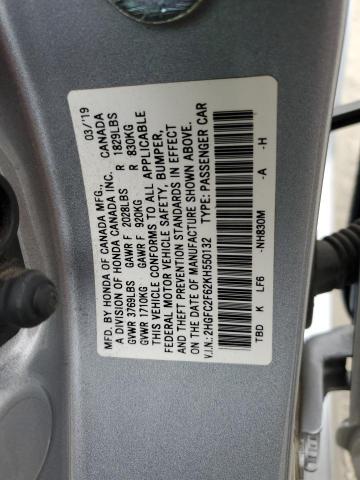 MFD. BY HONDA OF CANADA MFG., CANADA 03/'19
A DIVISION OF HONDA CANADA INC.
GVWR 3769LBS GAWR F 2028LBS R 1829LBS
GVWR 1710KG GAWR F 920KG R 830KG
THIS VEHICLE CONFORMS TO ALL APPLICABLE
FEDERAL MOTOR VEHICLE SAFETY, BUMPER,
AND THEFT PREVENTION STANDARDS IN EFFECT
ON THE DATE OF MANUFACTURE SHOWN ABOVE.
V.I.N.: 2HGFC2F62KH550132 TYPE: PASSENGER CAR
TBD K LF6 -NH830M -A -H